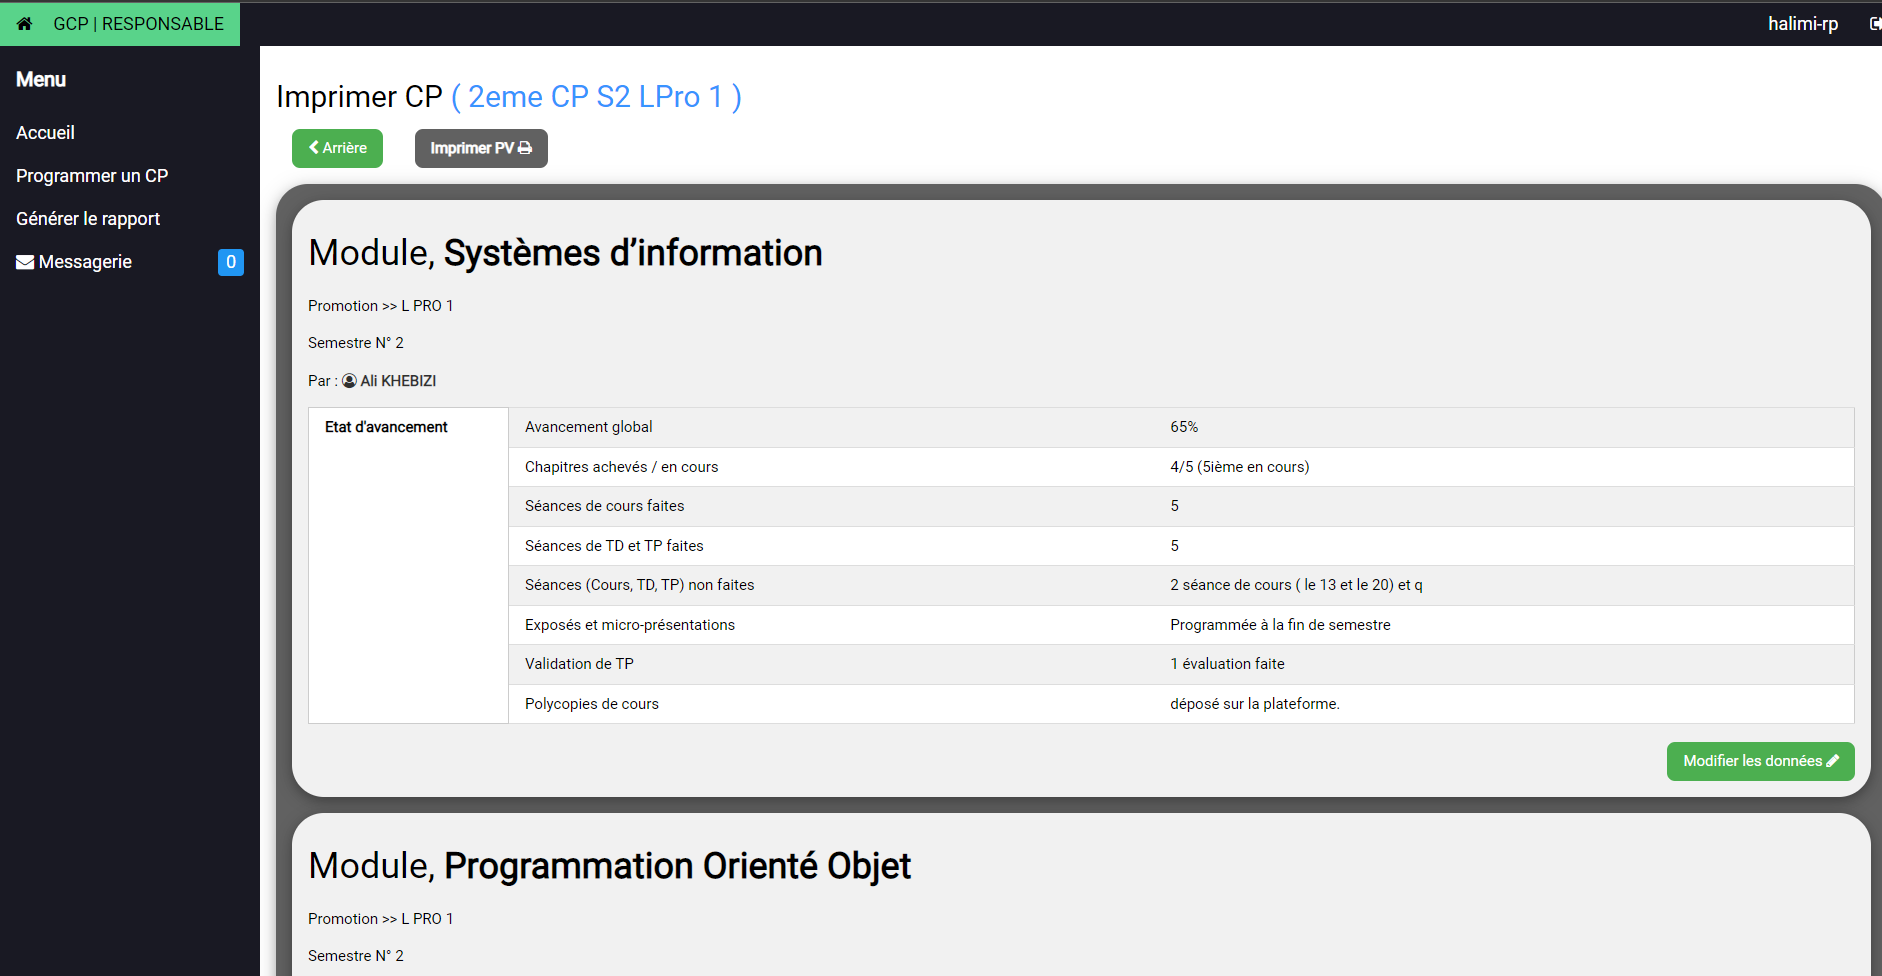 GCP | RESPONSABLE
halimi-rp
Menu
Accueil
Programmer un CP
Générer le rapport
Messagerie 0
Imprimer CP ( 2eme CP S2 LPro 1 )
Arrière
Imprimer PV
Module, Systèmes d’information
Promotion >> L PRO 1
Semestre N° 2
Par : Ali KHEBIZI
Etat d'avancement
Avancement global 65%
Chapitres achevés / en cours 4/5 (5ième en cours)
Séances de cours faites 5
Séances de TD et TP faites 5
Séances (Cours, TD, TP) non faites 2 séance de cours ( le 13 et le 20) et q
Exposés et micro-présentations Programmée à la fin de semestre
Validation de TP 1 évaluation faite
Polycopies de cours déposé sur la plateforme.
Modifier les données
Module, Programmation Orienté Objet
Promotion >> L PRO 1
Semestre N° 2